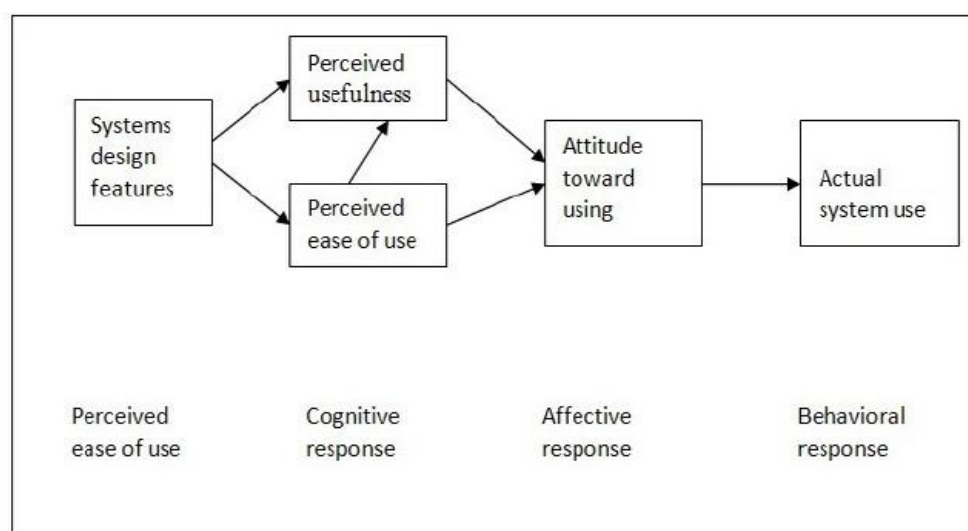 Perceived
usefulness
Systems
design
features
Perceived
ease of use
Attitude
toward
using
Actual
system use
Perceived
ease of use
Cognitive
response
Affective
response
Behavioral
response